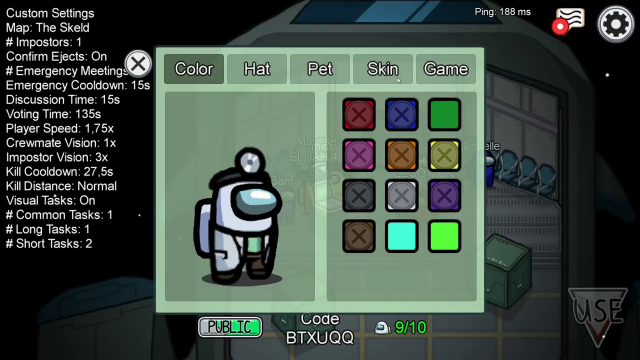 Custom Settings
Map: The Skeld
# Impostors: 1
Confirm Ejects: On
# Emergency Meetings
Emergency Cooldown: 15s
Discussion Time: 15s
Voting Time: 135s
Player Speed: 1,75x
Crewmate Vision: 1x
Impostor Vision: 3x
Kill Cooldown: 27,5s
Kill Distance: Normal
Visual Tasks: On
# Common Tasks: 1
# Long Tasks: 1
# Short Tasks: 2
Ping: 188 ms
Color
Hat
Pet
Skin
Game
PUBLIC
Code
BTXUQQ
9/10
USE